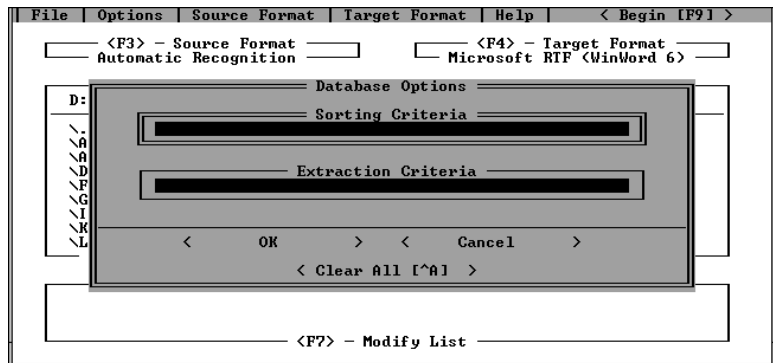 File Options Source Format Target Format Help < Begin [F9] >
<F3> - Source Format
Automatic Recognition
<F4> - Target Format
Microsoft RTF (WinWord 6)
D:
\.
\A
\A
\D
\F
\G
\I
\K
\L
Database Options
Sorting Criteria
Extraction Criteria
< OK > < Cancel >
< Clear All [^A] >
<F7> - Modify List